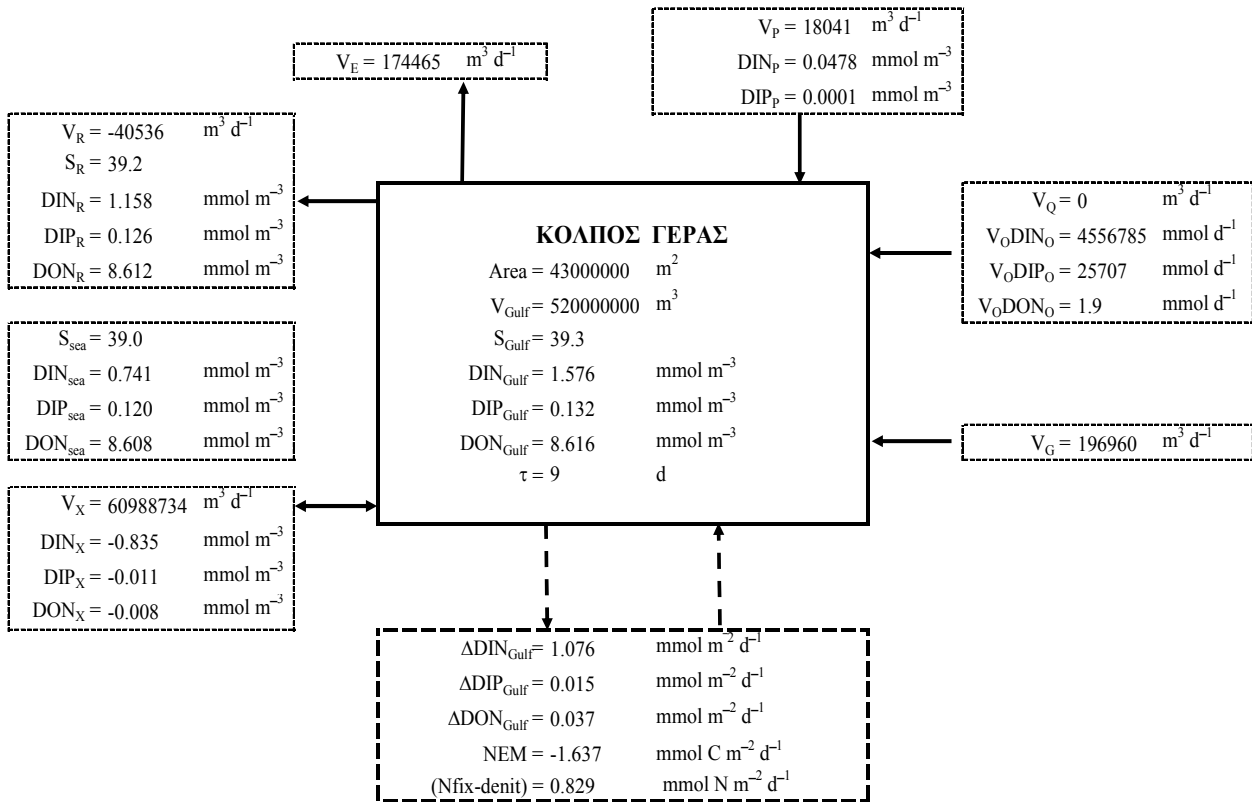 V_E = 174465 m³ d⁻¹
V_P = 18041 m³ d⁻¹
DIN_P = 0.0478 mmol m⁻³
DIP_P = 0.0001 mmol m⁻³
V_R = -40536 m³ d⁻¹
S_R = 39.2
DIN_R = 1.158 mmol m⁻³
DIP_R = 0.126 mmol m⁻³
DON_R = 8.612 mmol m⁻³
S_sea = 39.0
DIN_sea = 0.741 mmol m⁻³
DIP_sea = 0.120 mmol m⁻³
DON_sea = 8.608 mmol m⁻³
V_X = 60988734 m³ d⁻¹
DIN_X = -0.835 mmol m⁻³
DIP_X = -0.011 mmol m⁻³
DON_X = -0.008 mmol m⁻³
ΚΟΛΠΟΣ ΓΕΡΑΣ
Area = 43000000 m²
V_Gulf = 520000000 m³
S_Gulf = 39.3
DIN_Gulf = 1.576 mmol m⁻³
DIP_Gulf = 0.132 mmol m⁻³
DON_Gulf = 8.616 mmol m⁻³
τ = 9 d
V_Q = 0 m³ d⁻¹
V_ODIN_O = 4556785 mmol d⁻¹
V_ODIP_O = 25707 mmol d⁻¹
V_ODON_O = 1.9 mmol d⁻¹
V_G = 196960 m³ d⁻¹
ΔDIN_Gulf = 1.076 mmol m⁻² d⁻¹
ΔDIP_Gulf = 0.015 mmol m⁻² d⁻¹
ΔDON_Gulf = 0.037 mmol m⁻² d⁻¹
NEM = -1.637 mmol C m⁻² d⁻¹
(Nfix-denit) = 0.829 mmol N m⁻² d⁻¹